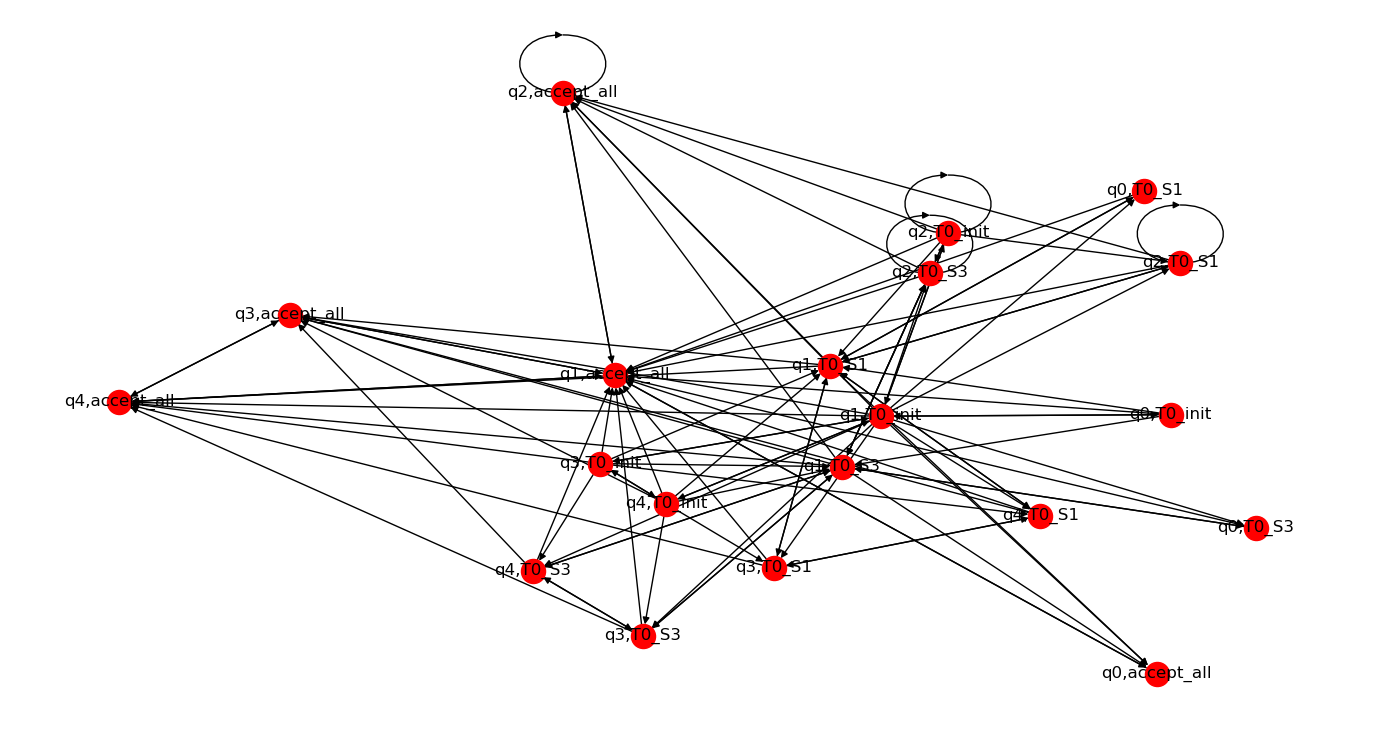 q2,accept_all
q0,T0_S1
q2,T0_init
q2,T0_S1
q2,T0_S3
q3,accept_all
q1,T0_S1
q1,accept_all
q4,accept_all
q1,T0_init
q0,T0_init
q3,T0_init
q1,T0_S3
q4,T0_init
q4,T0_S1
q0,T0_S3
q3,T0_S1
q4,T0_S3
q3,T0_S3
q0,accept_all